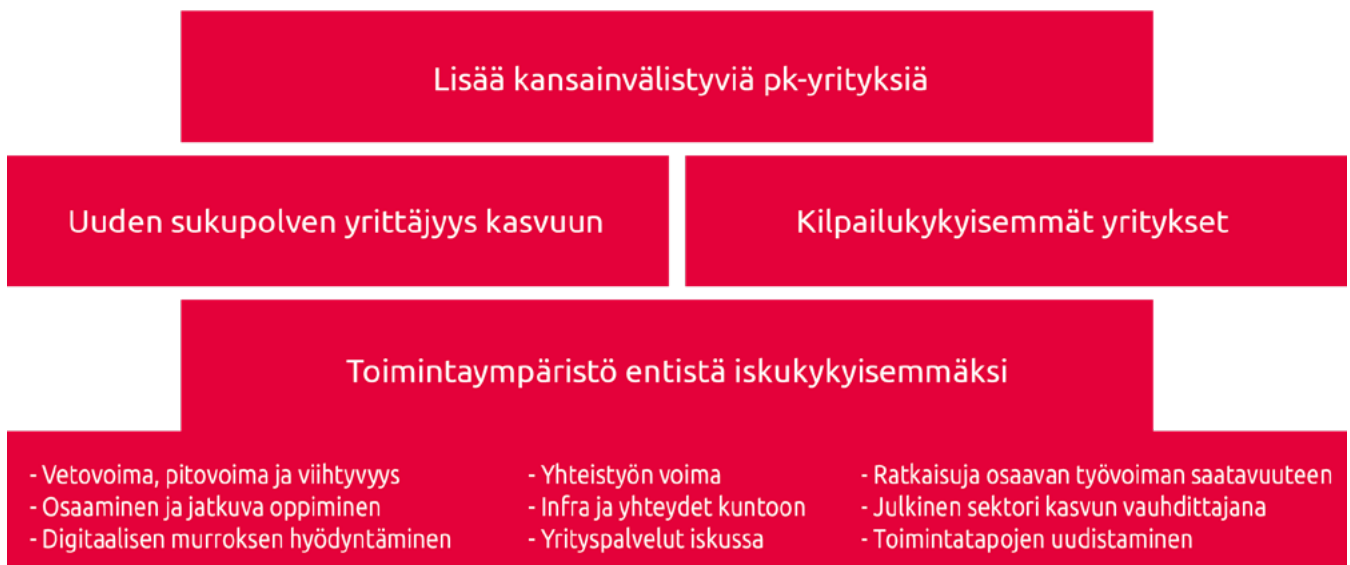 Lisää kansainvälistyviä pk-yrityksiä
Uuden sukupolven yrittäjyys kasvuun
Kilpailukykyisemmät yritykset
Toimintaympäristö entistä iskukykyisemmäksi
- Vetovoima, pitovoima ja viihtyvyys
- Osaaminen ja jatkuva oppiminen
- Digitaalisen murroksen hyödyntäminen
- Yhteistyön voima
- Infra ja yhteydet kuntoon
- Yrityspalvelut iskussa
- Ratkaisuja osaavan työvoiman saatavuuteen
- Julkinen sektori kasvun vauhdittajana
- Toimintatapojen uudistaminen